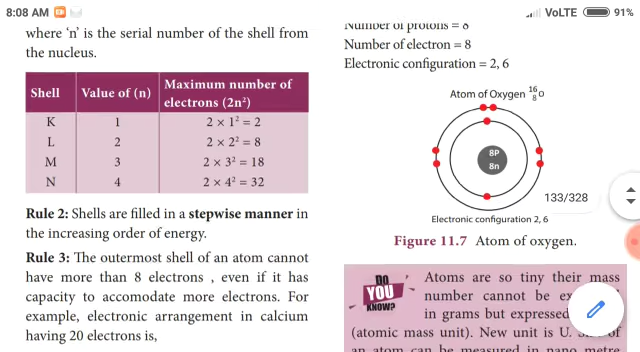 8:08 AM
VoLTE
91%
where ‘n’ is the serial number of the shell from
the nucleus.
Shell Value of (n) Maximum number of
electrons (2n²)
K 1 2 × 1² = 2
L 2 2 × 2² = 8
M 3 2 × 3² = 18
N 4 2 × 4² = 32
Rule 2: Shells are filled in a stepwise manner in
the increasing order of energy.
Rule 3: The outermost shell of an atom cannot
have more than 8 electrons , even if it has
capacity to accomodate more electrons. For
example, electronic arrangement in calcium
having 20 electrons is,
Number of protons = 8
Number of electron = 8
Electronic configuration = 2, 6
Atom of Oxygen ¹⁶₈O
8P
8n
133/328
Electronic configuration 2, 6
Figure 11.7 Atom of oxygen.
DO
YOU
KNOW?
Atoms are so tiny their mass
number cannot be
in grams but expressed
(atomic mass unit). New unit is U. of
an atom can be measured in nano metre